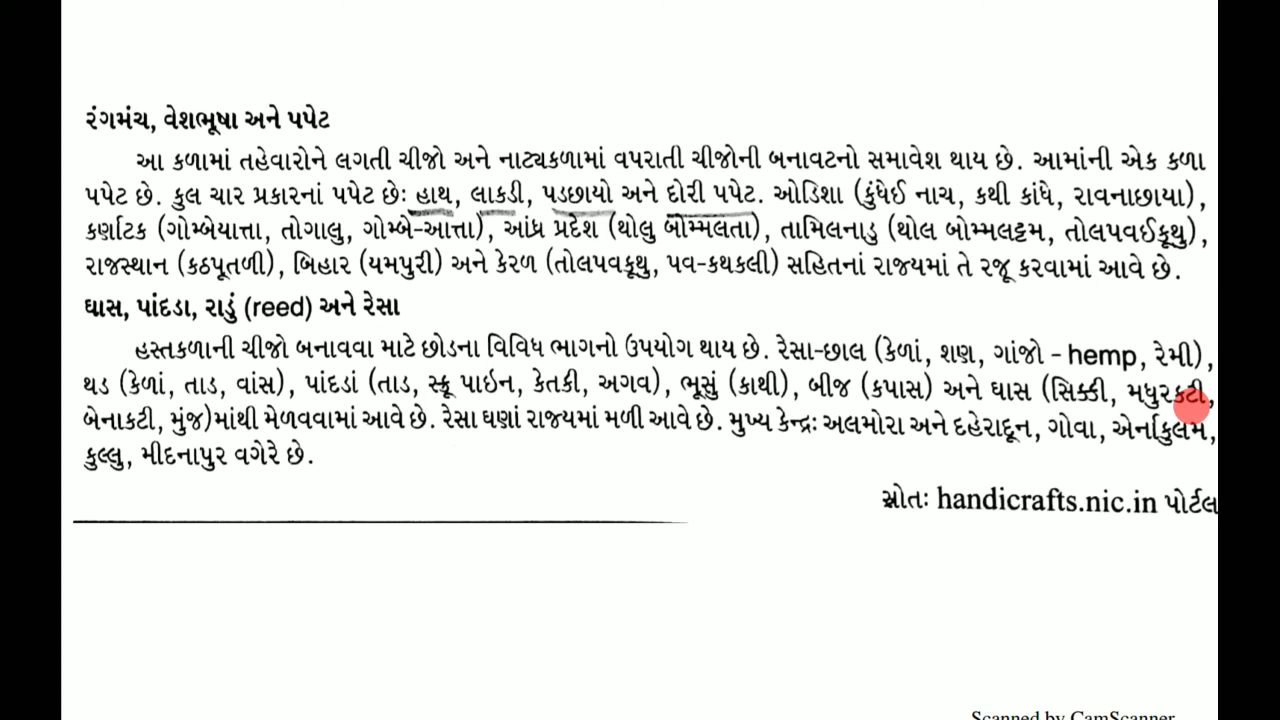 રંગમંચ, વેશભૂષા અને પપેટ
આ કળામાં તહેવારોને લગતી ચીજો અને નાટ્યકળામાં વપરાતી ચીજોની બનાવટનો સમાવેશ થાય છે. આમાંની એક કળા
પપેટ છે. કુલ ચાર પ્રકારનાં પપેટ છેઃ હાથ, લાકડી, પડછાયો અને દોરી પપેટ. ઓડિશા (કુંધેઈ નાચ, કથી કાંધે, રાવનાછાયા),
કર્ણાટક (ગોમ્બેયાત્તા, તોગાલુ, ગોમ્બે-આત્તા), આંધ્ર પ્રદેશ (થોલુ બોમ્મલતા), તામિલનાડુ (થોલ બોમ્મલટ્ટમ, તોલપવઈકૂથુ),
રાજસ્થાન (કઠપૂતળી), બિહાર (યમપુરી) અને કેરળ (તોલપવકૂથુ, પવ-કથકલી) સહિતનાં રાજ્યમાં તે રજૂ કરવામાં આવે છે.
ઘાસ, પાંદડા, રાડું (reed) અને રેસા
હસ્તકળાની ચીજો બનાવવા માટે છોડના વિવિધ ભાગનો ઉપયોગ થાય છે. રેસા-છાલ (કેળાં, શણ, ગાંજો - hemp, રેમી),
થડ (કેળાં, તાડ, વાંસ), પાંદડાં (તાડ, સ્ક્રૂ પાઇન, કેતકી, અગવ), ભૂસું (કાથી), બીજ (કપાસ) અને ઘાસ (સિક્કી, મધુરકટી,
બેનાકટી, મુંજ)માંથી મેળવવામાં આવે છે. રેસા ઘણાં રાજ્યમાં મળી આવે છે. મુખ્ય કેન્દ્રઃ અલમોરા અને દહેરાદૂન, ગોવા, એર્નાકુલમ,
કુલ્લુ, મીદનાપુર વગેરે છે.
સ્રોતઃ handicrafts.nic.in પોર્ટલ
Scanned by CamScanner